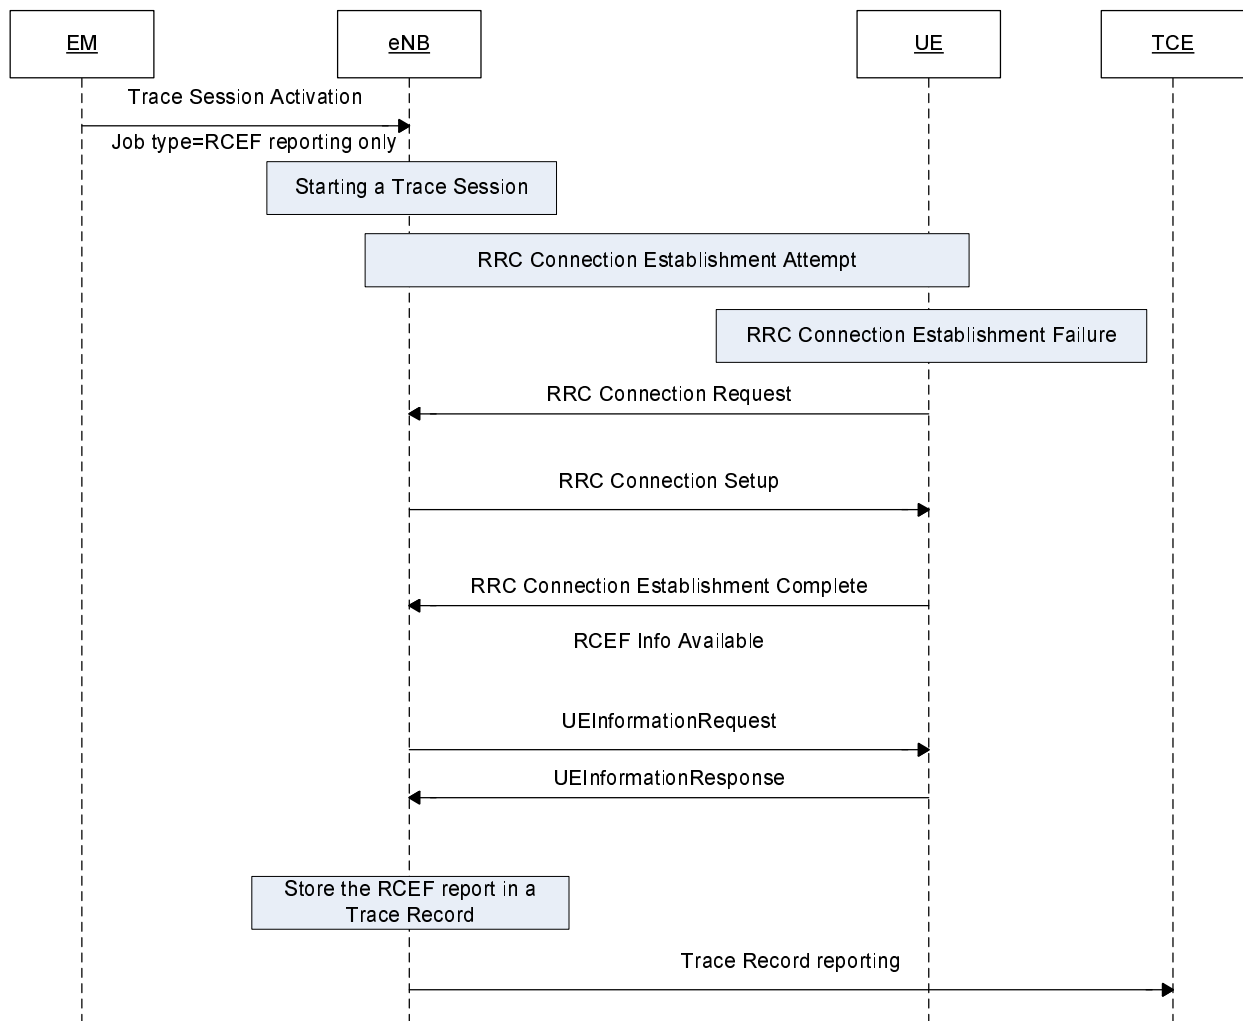 EM
eNB
UE
TCE
Trace Session Activation
Job type=RCEF reporting only
Starting a Trace Session
RRC Connection Establishment Attempt
RRC Connection Establishment Failure
RRC Connection Request
RRC Connection Setup
RRC Connection Establishment Complete
RCEF Info Available
UEInformationRequest
UEInformationResponse
Store the RCEF report in a
Trace Record
Trace Record reporting